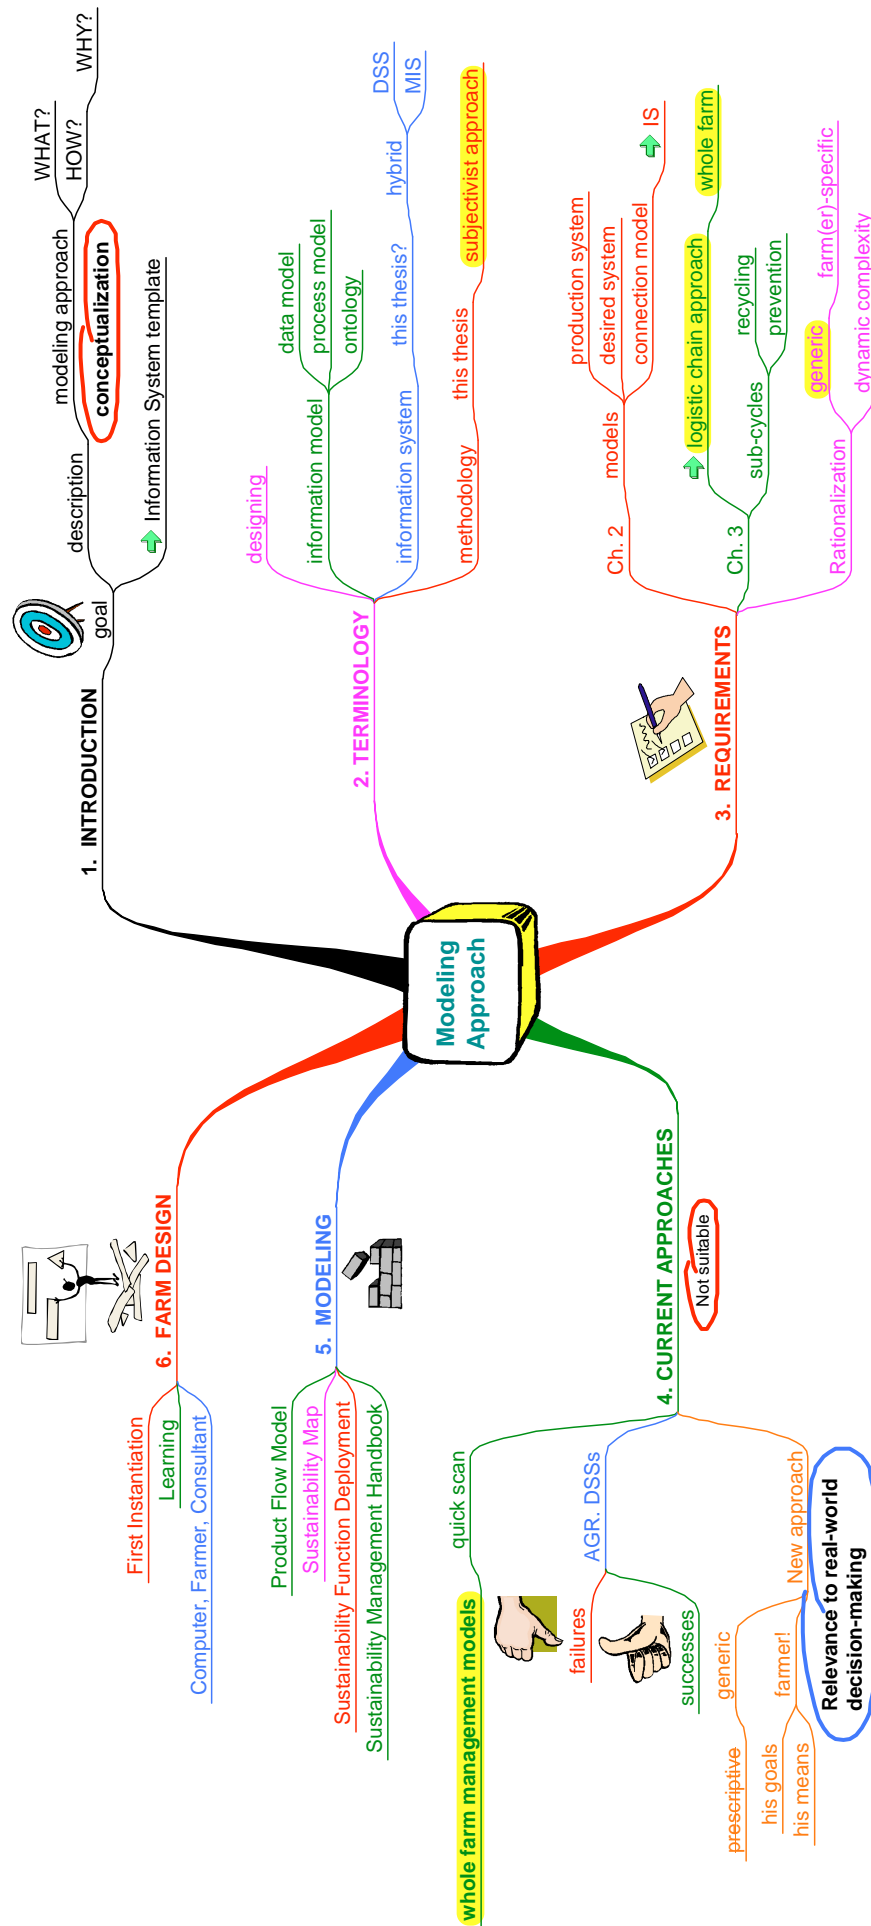 Modeling
Approach
1. INTRODUCTION
goal
description
modeling approach
WHAT?
HOW?
WHY?
conceptualization
Information System template
2. TERMINOLOGY
designing
information model
data model
process model
ontology
information system
this thesis?
hybrid
DSS
MIS
methodology
this thesis
subjectivist approach
3. REQUIREMENTS
Ch. 2
models
production system
desired system
connection model
IS
Ch. 3
logistic chain approach
whole farm
sub-cycles
recycling
prevention
Rationalization
generic
farm(er)-specific
dynamic complexity
4. CURRENT APPROACHES
Not suitable
quick scan
whole farm management models
AGR. DSSs
failures
successes
New approach
generic
prescriptive
farmer!
his goals
his means
Relevance to real-world
decision-making
5. MODELING
Product Flow Model
Sustainability Map
Sustainability Function Deployment
Sustainability Management Handbook
6. FARM DESIGN
First Instantiation
Learning
Computer, Farmer, Consultant